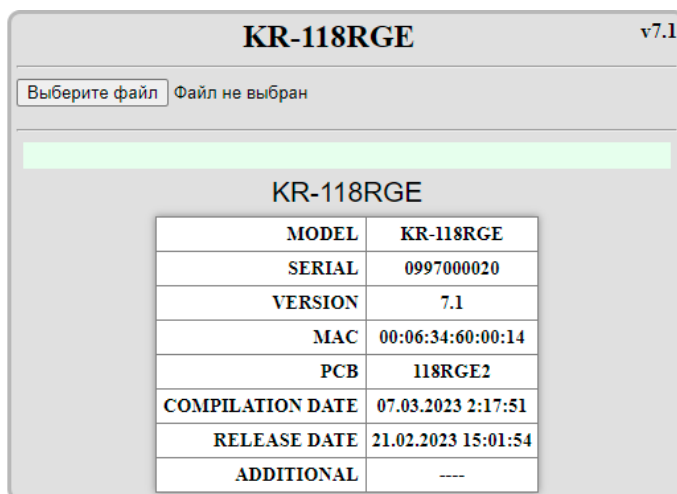 KR-118RGE v7.1
Выберите файл Файл не выбран
KR-118RGE
MODEL KR-118RGE
SERIAL 0997000020
VERSION 7.1
MAC 00:06:34:60:00:14
PCB 118RGE2
COMPILATION DATE 07.03.2023 2:17:51
RELEASE DATE 21.02.2023 15:01:54
ADDITIONAL ----